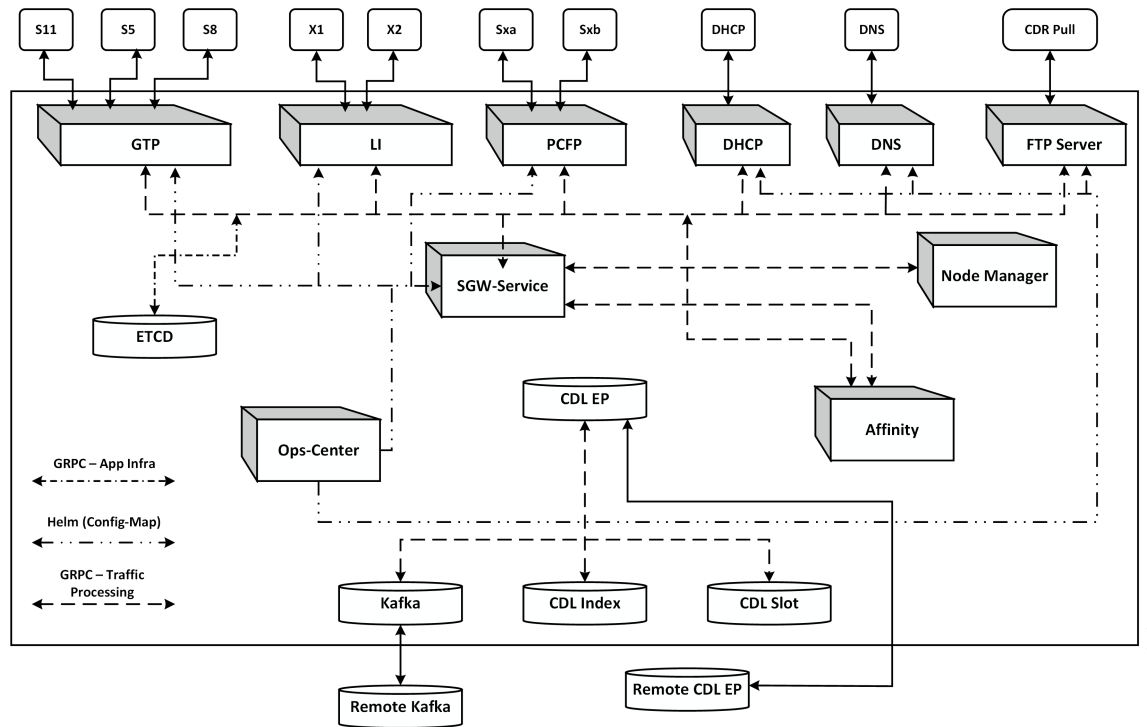 S11
S5
S8
X1
X2
Sxa
Sxb
DHCP
DNS
CDR Pull
GTP
LI
PCFP
DHCP
DNS
FTP Server
SGW-Service
Node Manager
ETCD
CDL EP
Affinity
Ops-Center
GRPC – App Infra
Helm (Config-Map)
GRPC – Traffic
Processing
Kafka
CDL Index
CDL Slot
Remote Kafka
Remote CDL EP